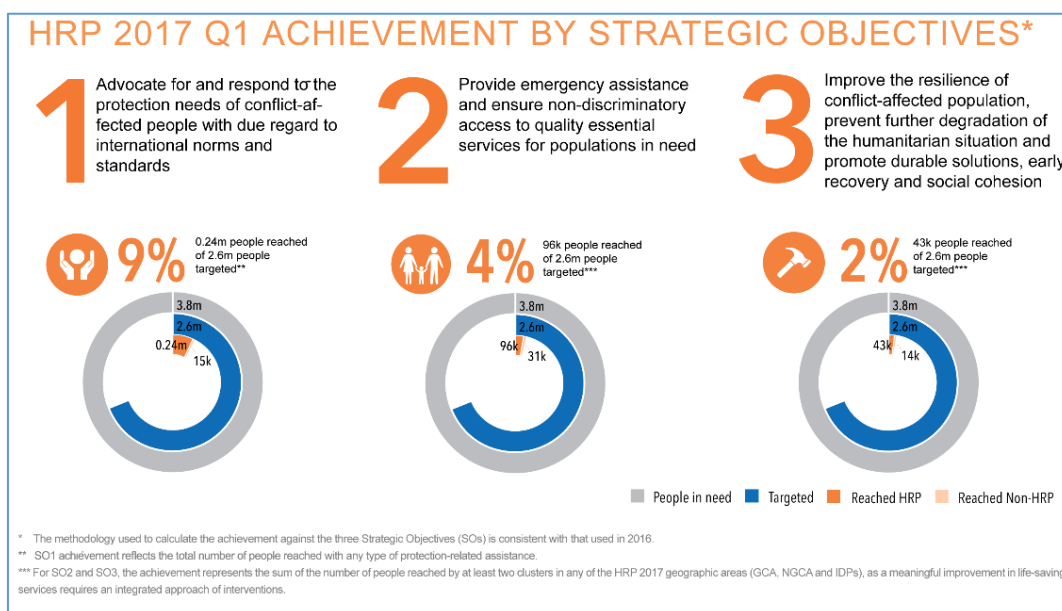 HRP 2017 Q1 ACHIEVEMENT BY STRATEGIC OBJECTIVES*
1
Advocate for and respond to the
protection needs of conflict-af-
fected people with due regard to
international norms and
standards
2
Provide emergency assistance
and ensure non-discriminatory
access to quality essential
services for populations in need
3
Improve the resilience of
conflict-affected population,
prevent further degradation of
the humanitarian situation and
promote durable solutions, early
recovery and social cohesion
9%
0.24m people reached
of 2.6m people
targeted**
3.8m
2.6m
0.24m
15k
4%
96k people reached
of 2.6m people
targeted***
3.8m
2.6m
96k
31k
2%
43k people reached
of 2.6m people
targeted***
3.8m
2.6m
43k
14k
People in need
Targeted
Reached HRP
Reached Non-HRP
* The methodology used to calculate the achievement against the three Strategic Objectives (SOs) is consistent with that used in 2016.
** SO1 achievement reflects the total number of people reached with any type of protection-related assistance.
*** For SO2 and SO3, the achievement represents the sum of the number of people reached by at least two clusters in any of the HRP 2017 geographic areas (GCA, NGCA and IDPs), as a meaningful improvement in life-saving
services requires an integrated approach of interventions.